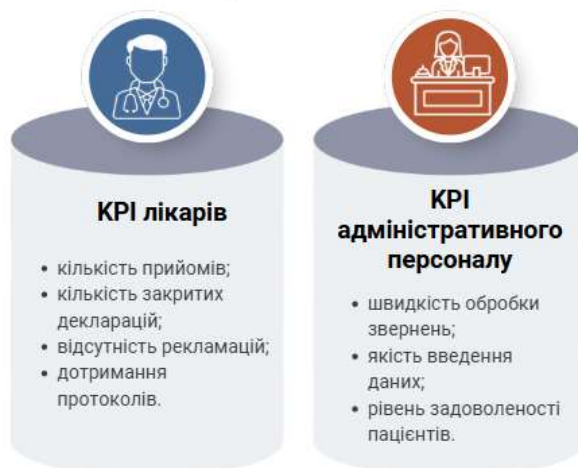 KPI лікарів
• кількість прийомів;
• кількість закритих
декларацій;
• відсутність рекламацій;
• дотримання
протоколів.
KPI
адміністративного
персоналу
• швидкість обробки
звернень;
• якість введення
даних;
• рівень задоволеності
пацієнтів.